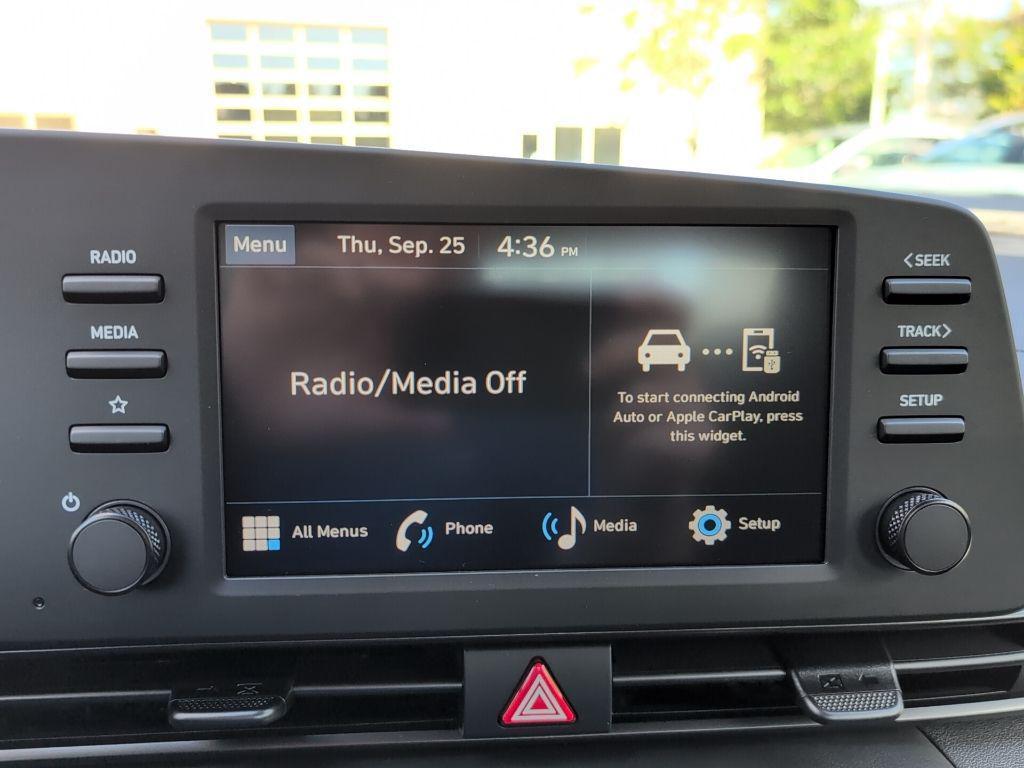 Menu
Thu, Sep. 25
4:36 PM
RADIO
MEDIA
<SEEK
TRACK>
SETUP
Radio/Media Off
To start connecting Android
Auto or Apple CarPlay, press
this widget.
All Menus
Phone
Media
Setup